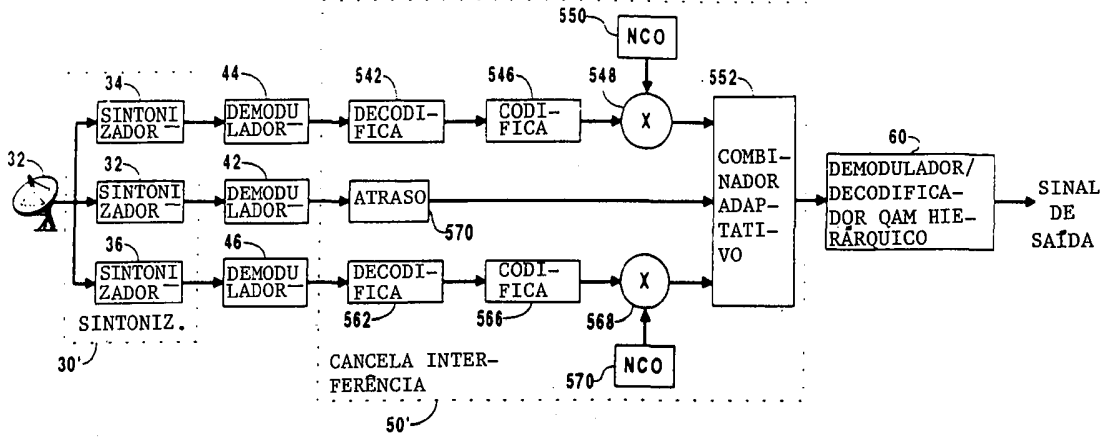 550
NCO
34
44
542
546
548
552
SINTONI
ZADOR
DEMODU
LADOR
DECODI-
FICA
CODI-
FICA
X
60
32
32
42
SINTONI
ZADOR
DEMODU
LADOR
ATRASO
570
COMBI-
NADOR
ADAP-
TATI-
VO
DEMODULADOR/
DECODIFICA-
DOR QAM HIE-
RÁRQUICO
SINAL
DE
SAÍDA
36
46
SINTONI
ZADOR
DEMODU
LADOR
DECODI-
FICA
CODI-
FICA
X
562
566
568
SINTONIZ.
30'
CANCELA INTER-
FERÊNCIA
570
NCO
50'